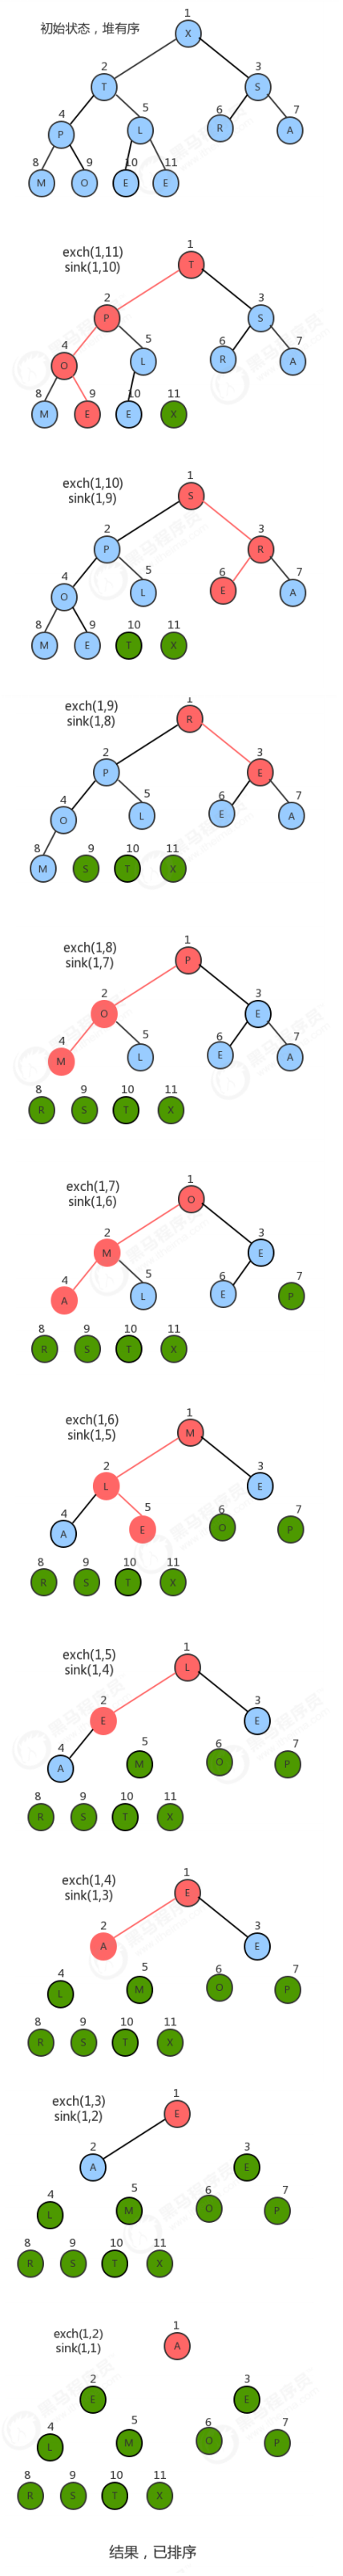 初始状态，堆有序
1
X
2 3
T S
4 5 6 7
P L R A
8 9 10 11
M O E E
exch(1,11)
sink(1,10)
1
T
2 3
P S
4 5 6 7
O L R A
8 9 10 11
M E E X
exch(1,10)
sink(1,9)
1
S
2 3
P R
4 5 6 7
O L E A
8 9 10 11
M E T X
exch(1,9)
sink(1,8)
1
R
2 3
P E
4 5 6 7
O L E A
8 9 10 11
M S T X
exch(1,8)
sink(1,7)
1
P
2 3
O E
4 5 6 7
M L E A
8 9 10 11
R S T X
exch(1,7)
sink(1,6)
1
O
2 3
M E
4 5 6 7
A L E P
8 9 10 11
R S T X
exch(1,6)
sink(1,5)
1
M
2 3
L E
4 5 6 7
A E O P
8 9 10 11
R S T X
exch(1,5)
sink(1,4)
1
L
2 3
E E
4 5 6 7
A M O P
8 9 10 11
R S T X
exch(1,4)
sink(1,3)
1
E
2 3
A E
4 5 6 7
L M O P
8 9 10 11
R S T X
exch(1,3)
sink(1,2)
1
E
2 3
A E
4 5 6 7
L M O P
8 9 10 11
R S T X
exch(1,2)
sink(1,1)
1
A
2 3
E E
4 5 6 7
L M O P
8 9 10 11
R S T X
结果，已排序